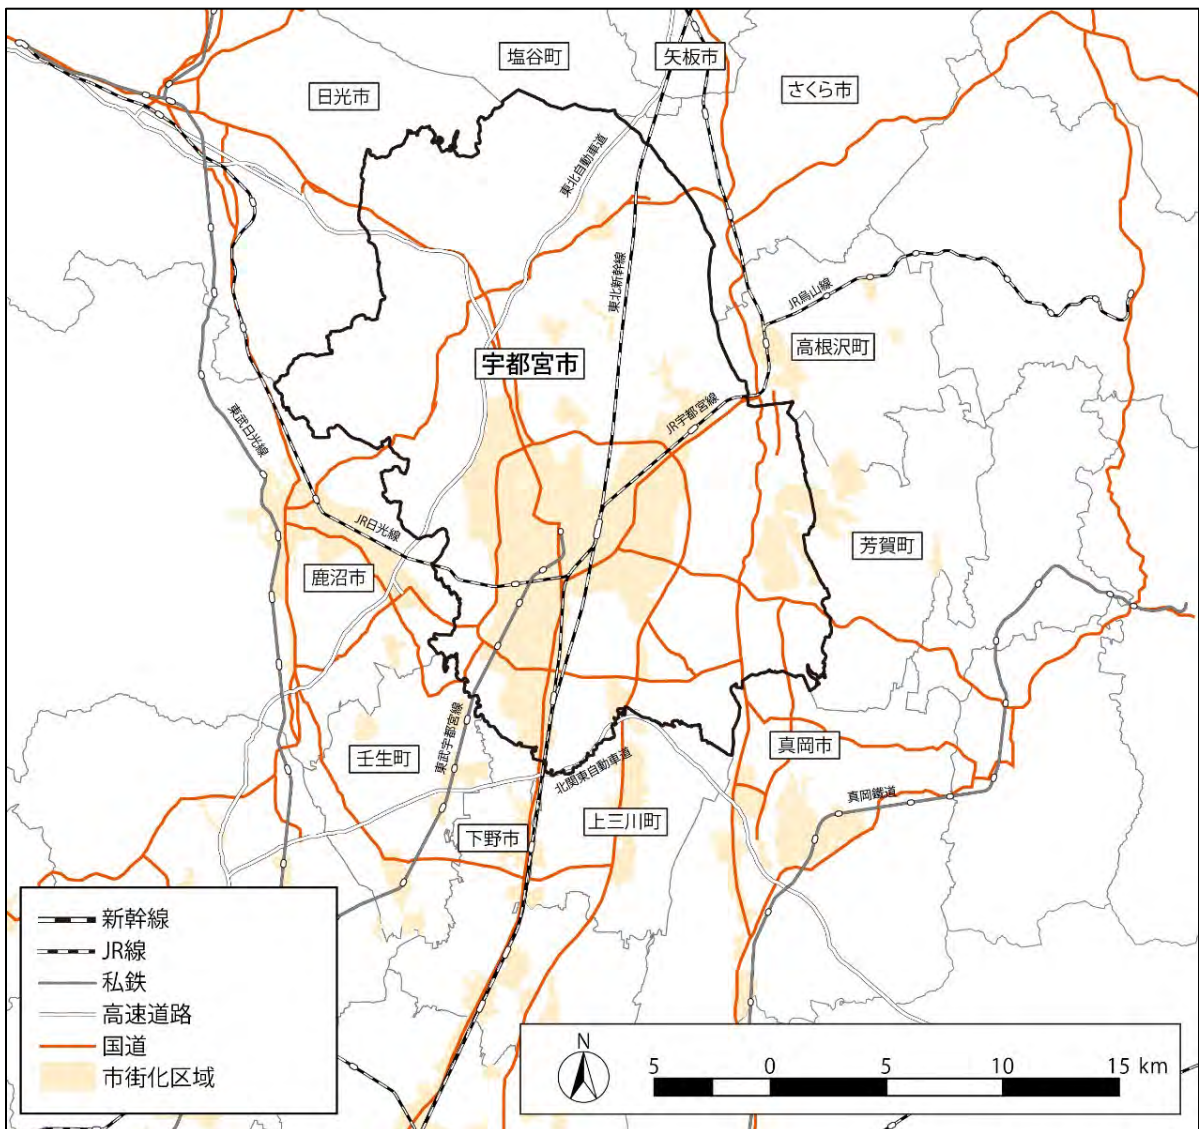 塩谷町
矢板市
日光市
さくら市
東北自動車道
東北新幹線
JR烏山線
高根沢町
宇都宮市
JR宇都宮線
東武日光線
JR日光線
芳賀町
鹿沼市
東武宇都宮線
壬生町
真岡市
北関東自動車道
真岡鐵道
上三川町
下野市
新幹線
JR線
私鉄
高速道路
国道
市街化区域
N
5 0 5 10 15 km